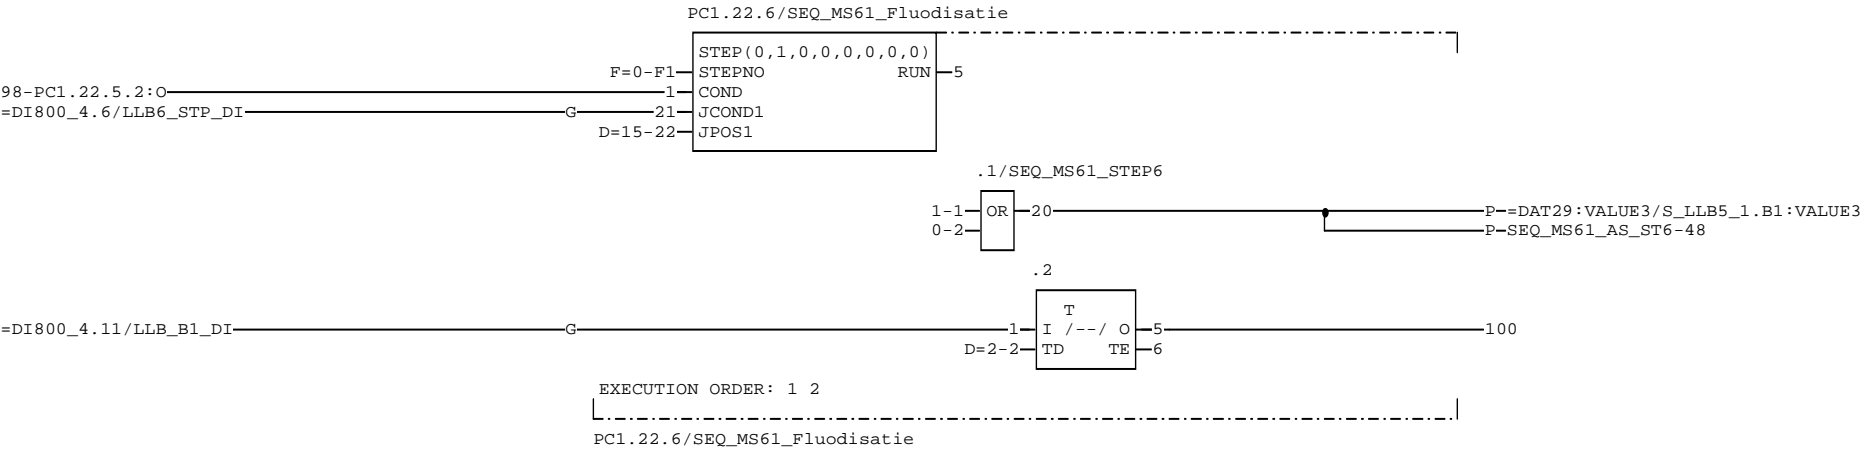 PC1.22.6/SEQ_MS61_Fluodisatie
STEP(0,1,0,0,0,0,0,0)
F=0-F1 STEPNO RUN 5
98-PC1.22.5.2:O 1 COND
=DI800_4.6/LLB6_STP_DI G 21 JCOND1
D=15-22 JPOS1
.1/SEQ_MS61_STEP6
1-1 OR 20 P =DAT29:VALUE3/S_LLB5_1.B1:VALUE3
0-2 P SEQ_MS61_AS_ST6-48
.2
T
=DI800_4.11/LLB_B1_DI G 1 I /--/ O 5 100
D=2-2 TD TE 6
EXECUTION ORDER: 1 2
PC1.22.6/SEQ_MS61_Fluodisatie